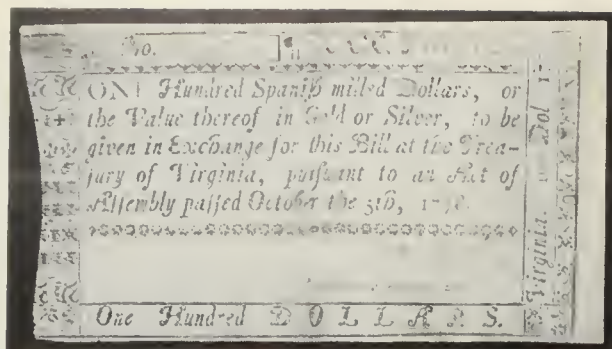 No.
ONE Hundred Spaniſh milled Dollars, or
the Value thereof in Gold or Silver, to be
given in Exchange for this Bill at the Trea-
ſury of Virginia, purſuant to an Act of
Aſſembly paſſed October the 5th,
One Hundred DOLLARS.
Virginia. Dol